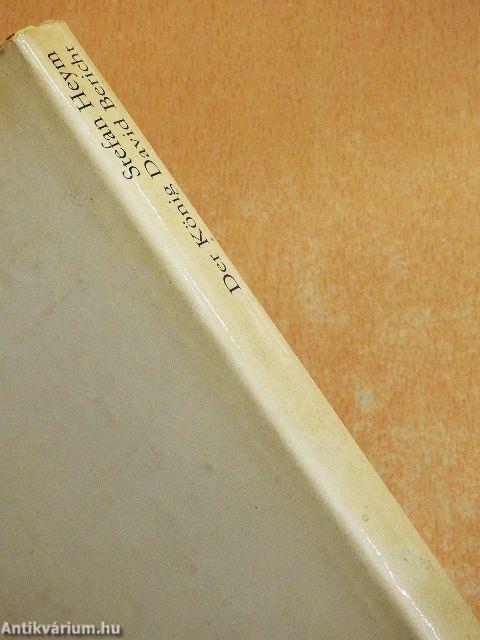 Stefan Heym
Der König David Bericht
Antikvárium.hu